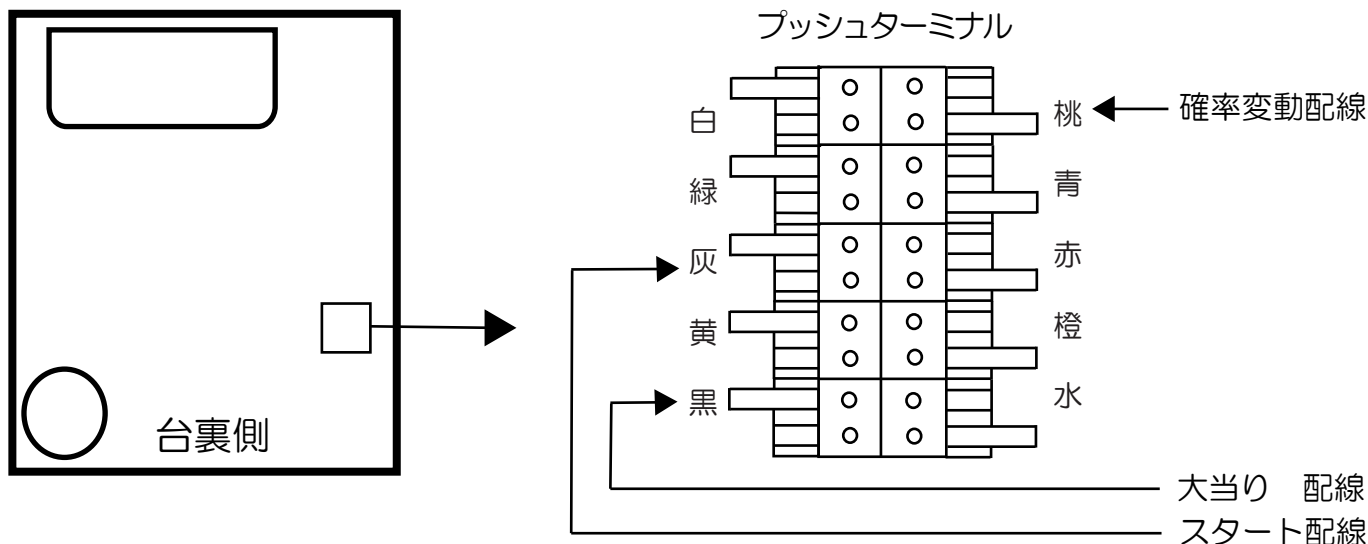 プッシュターミナル
白
桃
確率変動配線
緑
青
灰
赤
黄
橙
黒
水
台裏側
大当り　配線
スタート配線